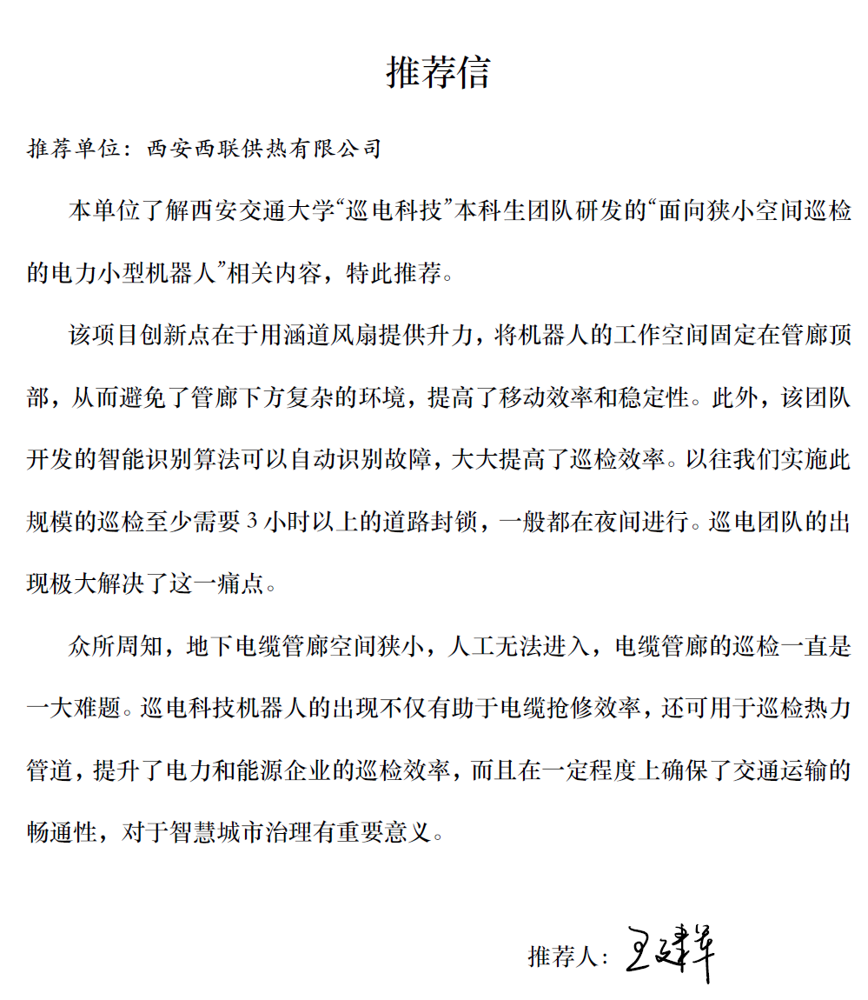 推荐信
推荐单位：西安西联供热有限公司
本单位了解西安交通大学“巡电科技”本科生团队研发的“面向狭小空间巡检
的电力小型机器人”相关内容，特此推荐。
该项目创新点在于用涵道风扇提供升力，将机器人的工作空间固定在管廊顶
部，从而避免了管廊下方复杂的环境，提高了移动效率和稳定性。此外，该团队
开发的智能识别算法可以自动识别故障，大大提高了巡检效率。以往我们实施此
规模的巡检至少需要 3 小时以上的道路封锁，一般都在夜间进行。巡电团队的出
现极大解决了这一痛点。
众所周知，地下电缆管廊空间狭小，人工无法进入，电缆管廊的巡检一直是
一大难题。巡电科技机器人的出现不仅有助于电缆抢修效率，还可用于巡检热力
管道，提升了电力和能源企业的巡检效率，而且在一定程度上确保了交通运输的
畅通性，对于智慧城市治理有重要意义。
推荐人：王建军